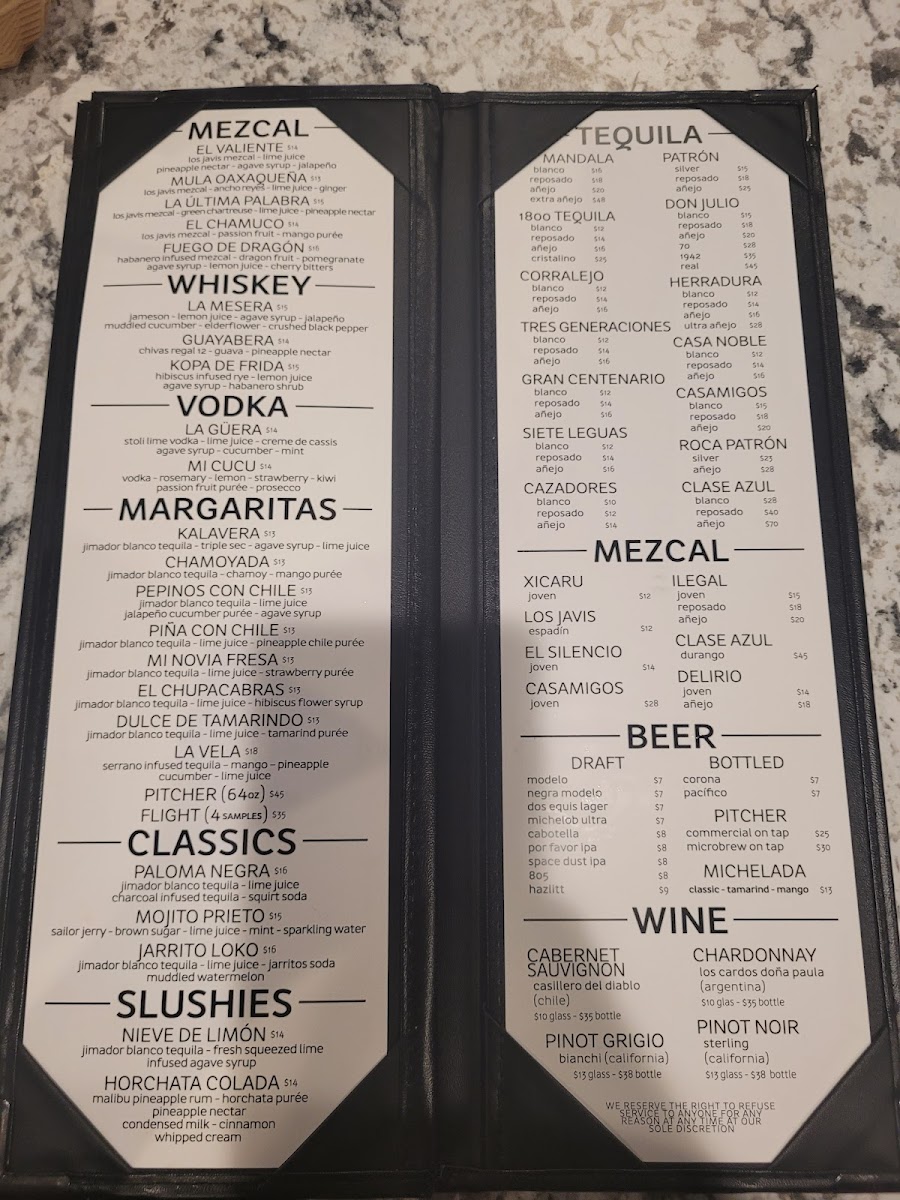 MEZCAL
EL VALIENTE $14
los javis mezcal - lime juice
pineapple nectar - agave syrup - jalapeño
MULA OAXAQUEÑA $13
los javis mezcal - ancho reyes - lime juice - ginger
LA ÚLTIMA PALABRA $15
los javis mezcal - green chartreuse - lime juice - pineapple nectar
EL CHAMUCO $14
los javis mezcal - passion fruit - mango purée
FUEGO DE DRAGÓN $16
habanero infused mezcal - dragon fruit - pomegranate
agave syrup - lemon juice - cherry bitters
WHISKEY
LA MESERA $15
jameson - lemon juice - agave syrup - jalapeño
muddled cucumber - elderflower - crushed black pepper
GUAYABERA $14
chivas regal 12 - guava - pineapple nectar
KOPA DE FRIDA $15
hibiscus infused rye - lemon juice
agave syrup - habanero shrub
VODKA
LA GÜERA $14
stoli lime vodka - lime juice - creme de cassis
agave syrup - cucumber - mint
MI CUCU $14
vodka - rosemary - lemon - strawberry - kiwi
passion fruit purée - prosecco
MARGARITAS
KALAVERA $13
jimador blanco tequila - triple sec - agave syrup - lime juice
CHAMOYADA $13
jimador blanco tequila - chamoy - mango purée
PEPINOS CON CHILE $13
jimador blanco tequila - lime juice
jalapeño cucumber purée - agave syrup
PIÑA CON CHILE $13
jimador blanco tequila - lime juice - pineapple chile purée
MI NOVIA FRESA $13
jimador blanco tequila - lime juice - strawberry purée
EL CHUPACABRAS $13
jimador blanco tequila - lime juice - hibiscus flower syrup
DULCE DE TAMARINDO $13
jimador blanco tequila - lime juice - tamarind purée
LA VELA $18
serrano infused tequila - mango - pineapple
cucumber - lime juice
PITCHER (64oz) $45
FLIGHT (4 SAMPLES) $35
CLASSICS
PALOMA NEGRA $16
jimador blanco tequila - lime juice
charcoal infused tequila - squirt soda
MOJITO PRIETO $15
sailor jerry - brown sugar - lime juice - mint - sparkling water
JARRITO LOKO $16
jimador blanco tequila - lime juice - jarritos soda
muddled watermelon
SLUSHIES
NIEVE DE LIMÓN $14
jimador blanco tequila - fresh squeezed lime
infused agave syrup
HORCHATA COLADA $14
malibu pineapple rum - horchata purée
pineapple nectar
condensed milk - cinnamon
whipped cream
TEQUILA
MANDALA
blanco $16
reposado $18
añejo $20
extra añejo $48
1800 TEQUILA
blanco $12
reposado $14
añejo $16
cristalino $25
CORRALEJO
blanco $12
reposado $14
añejo $16
TRES GENERACIONES
blanco $12
reposado $14
añejo $16
GRAN CENTENARIO
blanco $12
reposado $14
añejo $16
SIETE LEGUAS
blanco $12
reposado $14
añejo $16
CAZADORES
blanco $10
reposado $12
añejo $14
PATRÓN
silver $15
reposado $18
añejo $25
DON JULIO
blanco $15
reposado $18
añejo $20
70 $28
1942 $35
real $45
HERRADURA
blanco $12
reposado $14
añejo $16
ultra añejo $28
CASA NOBLE
blanco $12
reposado $14
añejo $16
CASAMIGOS
blanco $15
reposado $18
añejo $20
ROCA PATRÓN
silver $23
añejo $28
CLASE AZUL
blanco $28
reposado $40
añejo $70
MEZCAL
XICARU
joven $12
LOS JAVIS
espadín $12
EL SILENCIO
joven $14
CASAMIGOS
joven $28
ILEGAL
joven $15
reposado $18
añejo $20
CLASE AZUL
durango $45
DELIRIO
joven $14
añejo $18
BEER
DRAFT
modelo $7
negra modelo $7
dos equis lager $7
michelob ultra $7
cabotella $8
por favor ipa $8
space dust ipa $8
805 $8
hazlitt $9
BOTTLED
corona $7
pacífico $7
PITCHER
commercial on tap $25
microbrew on tap $30
MICHELADA
classic - tamarind - mango $13
WINE
CABERNET
SAUVIGNON
casillero del diablo
(chile)
$10 glass - $35 bottle
PINOT GRIGIO
bianchi (california)
$13 glass - $38 bottle
CHARDONNAY
los cardos doña paula
(argentina)
$10 glas - $35 bottle
PINOT NOIR
sterling
(california)
$13 glass - $38 bottle
WE RESERVE THE RIGHT TO REFUSE
SERVICE TO ANYONE FOR ANY
REASON AT ANY TIME AT OUR
SOLE DISCRETION